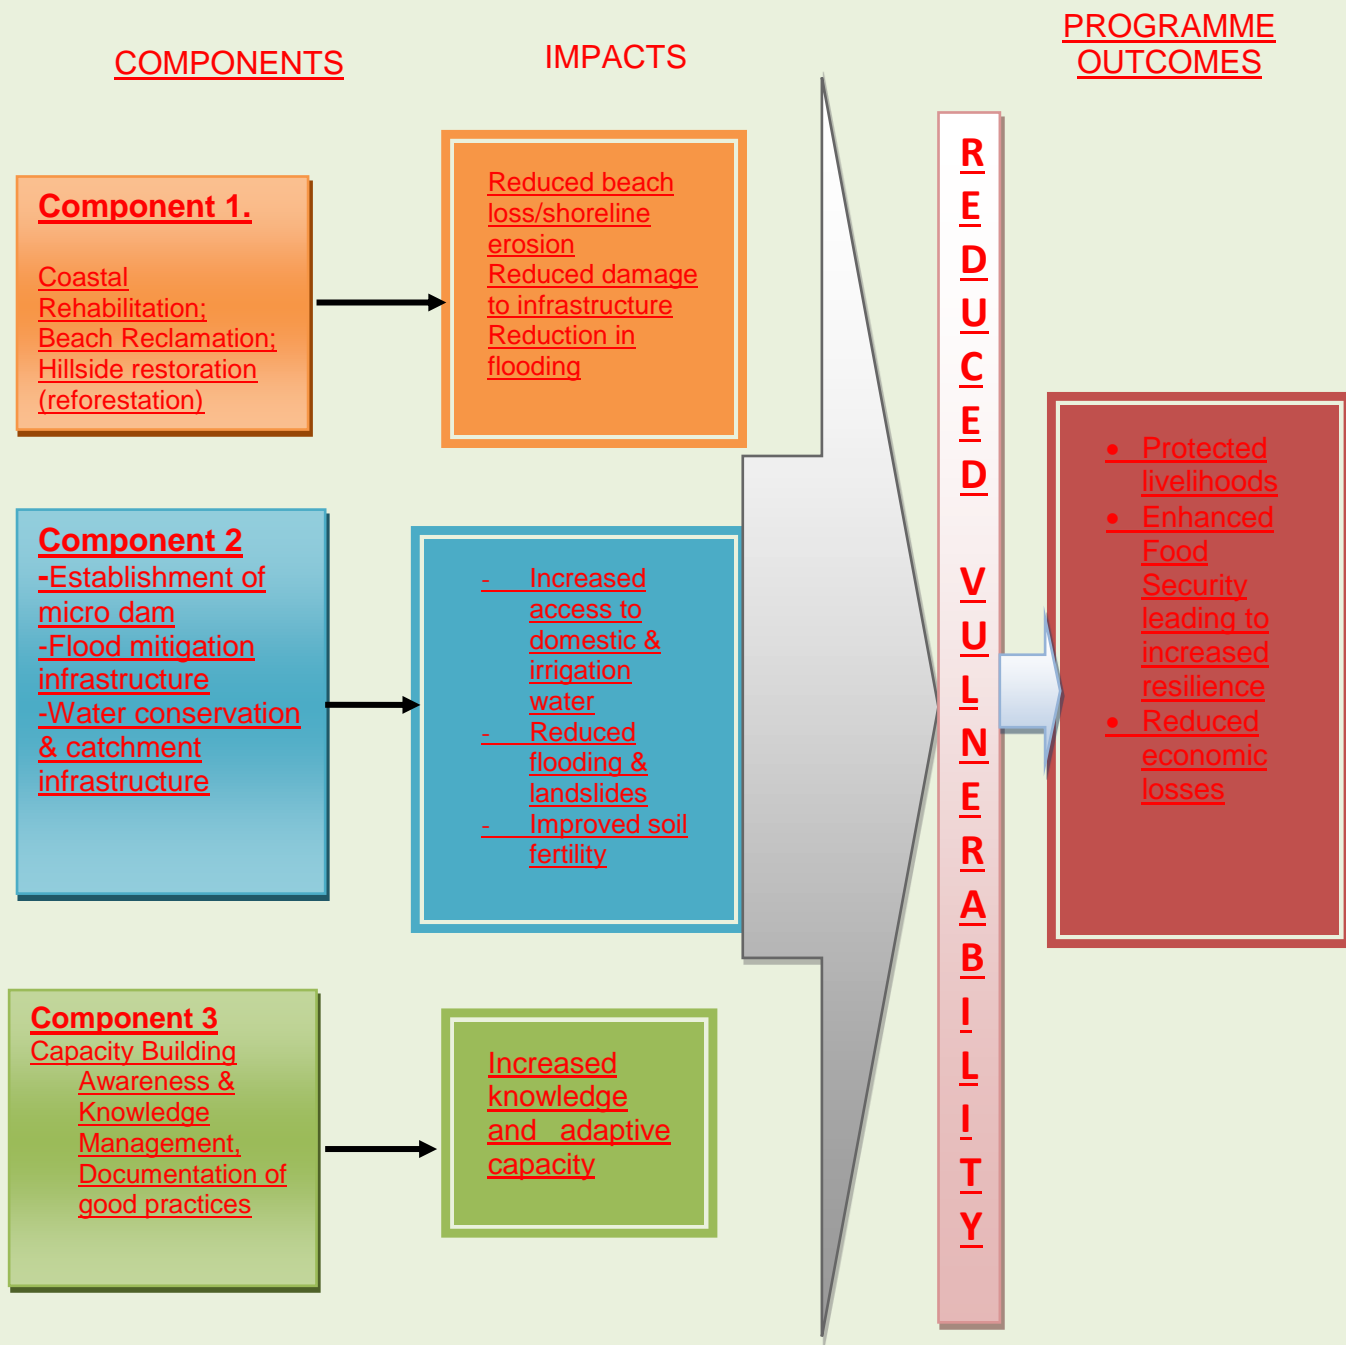 COMPONENTS
IMPACTS
PROGRAMME
OUTCOMES
Component 1.
Coastal
Rehabilitation;
Beach Reclamation;
Hillside restoration
(reforestation)
Reduced beach
loss/shoreline
erosion
Reduced damage
to infrastructure
Reduction in
flooding
Component 2
-Establishment of
micro dam
-Flood mitigation
infrastructure
-Water conservation
& catchment
infrastructure
- Increased
access to
domestic &
irrigation
water
- Reduced
flooding &
landslides
- Improved soil
fertility
Component 3
Capacity Building
Awareness &
Knowledge
Management,
Documentation of
good practices
Increased
knowledge
and adaptive
capacity
R
E
D
U
C
E
D
V
U
L
N
E
R
A
B
I
L
I
T
Y
• Protected
livelihoods
• Enhanced
Food
Security
leading to
increased
resilience
• Reduced
economic
losses